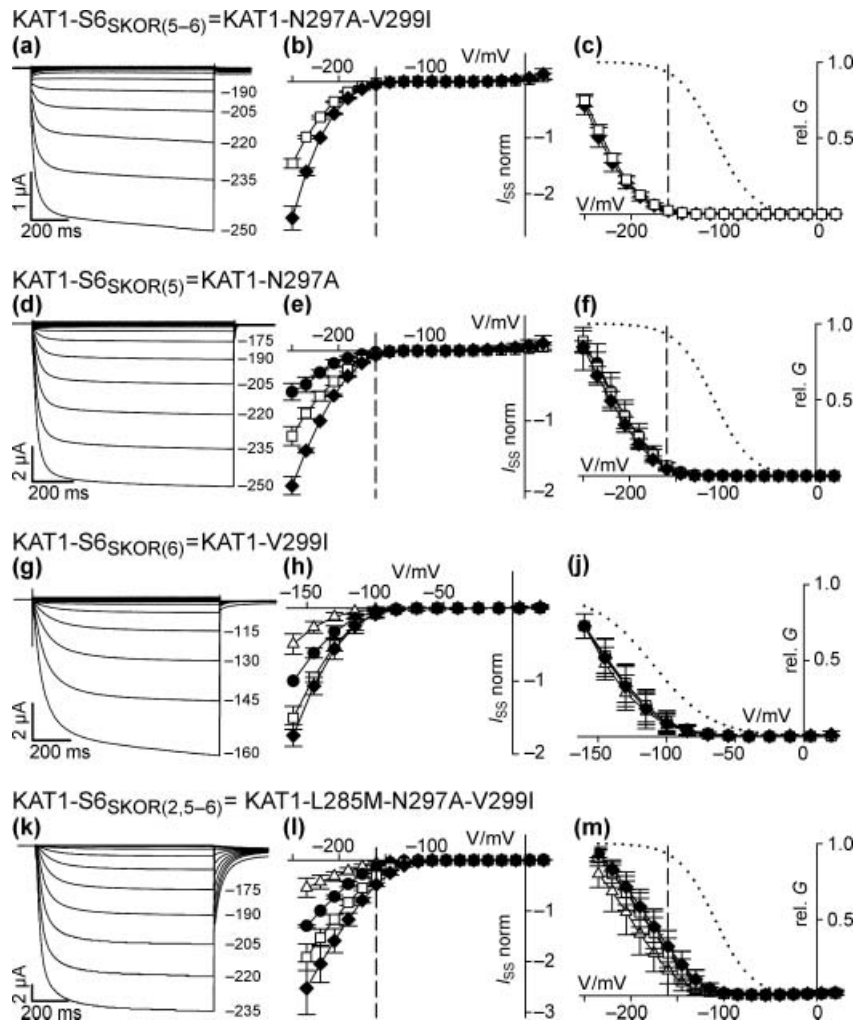 KAT1-S6SKOR(5–6)=KAT1-N297A-V299I
(a)
–190
–205
–220
–235
–250
1 µA
200 ms
(b)
V/mV
–200
–100
–1
–2
ISS norm
(c)
1.0
0.5
rel. G
V/mV
–200
–100
0
KAT1-S6SKOR(5)=KAT1-N297A
(d)
–175
–190
–205
–220
–235
–250
2 µA
200 ms
(e)
V/mV
–200
–100
–1
–2
ISS norm
(f)
1.0
0.5
rel. G
V/mV
–200
–100
0
KAT1-S6SKOR(6)=KAT1-V299I
(g)
–115
–130
–145
–160
2 µA
200 ms
(h)
V/mV
–150
–100
–50
–1
–2
ISS norm
(j)
1.0
0.5
rel. G
V/mV
–150
–100
–50
0
KAT1-S6SKOR(2,5–6)= KAT1-L285M-N297A-V299I
(k)
–175
–190
–205
–220
–235
2 µA
200 ms
(l)
V/mV
–200
–100
–1
–2
–3
ISS norm
(m)
1.0
0.5
rel. G
V/mV
–200
–100
0